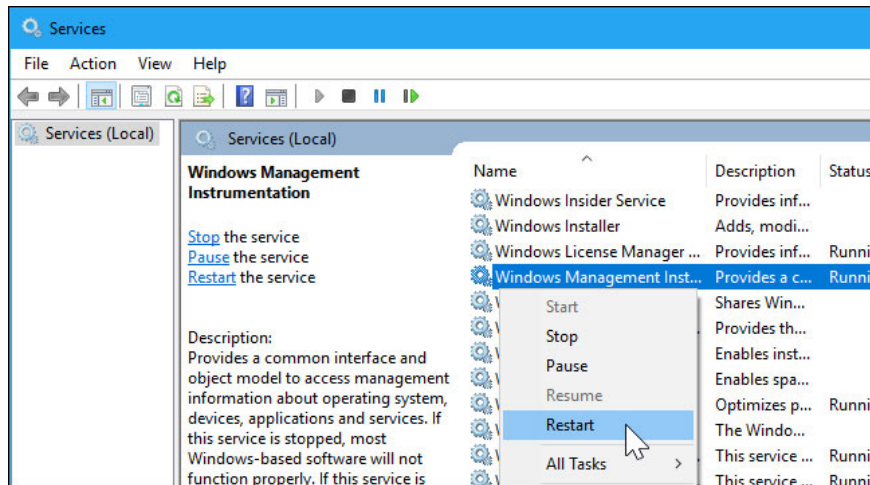 Services
File Action View Help
Services (Local)
Services (Local)
Windows Management
Instrumentation
Stop the service
Pause the service
Restart the service
Description:
Provides a common interface and
object model to access management
information about operating system,
devices, applications and services. If
this service is stopped, most
Windows-based software will not
function properly. If this service is
Name Description Status
Windows Insider Service Provides inf...
Windows Installer Adds, modi...
Windows License Manager ... Provides inf... Runni
Windows Management Inst... Provides a c... Runni
Shares Win...
Provides th...
Enables inst...
Enables spa...
Optimizes p... Runni
The Windo...
This service ... Runni
This service ... Runni
Start
Stop
Pause
Resume
Restart
All Tasks